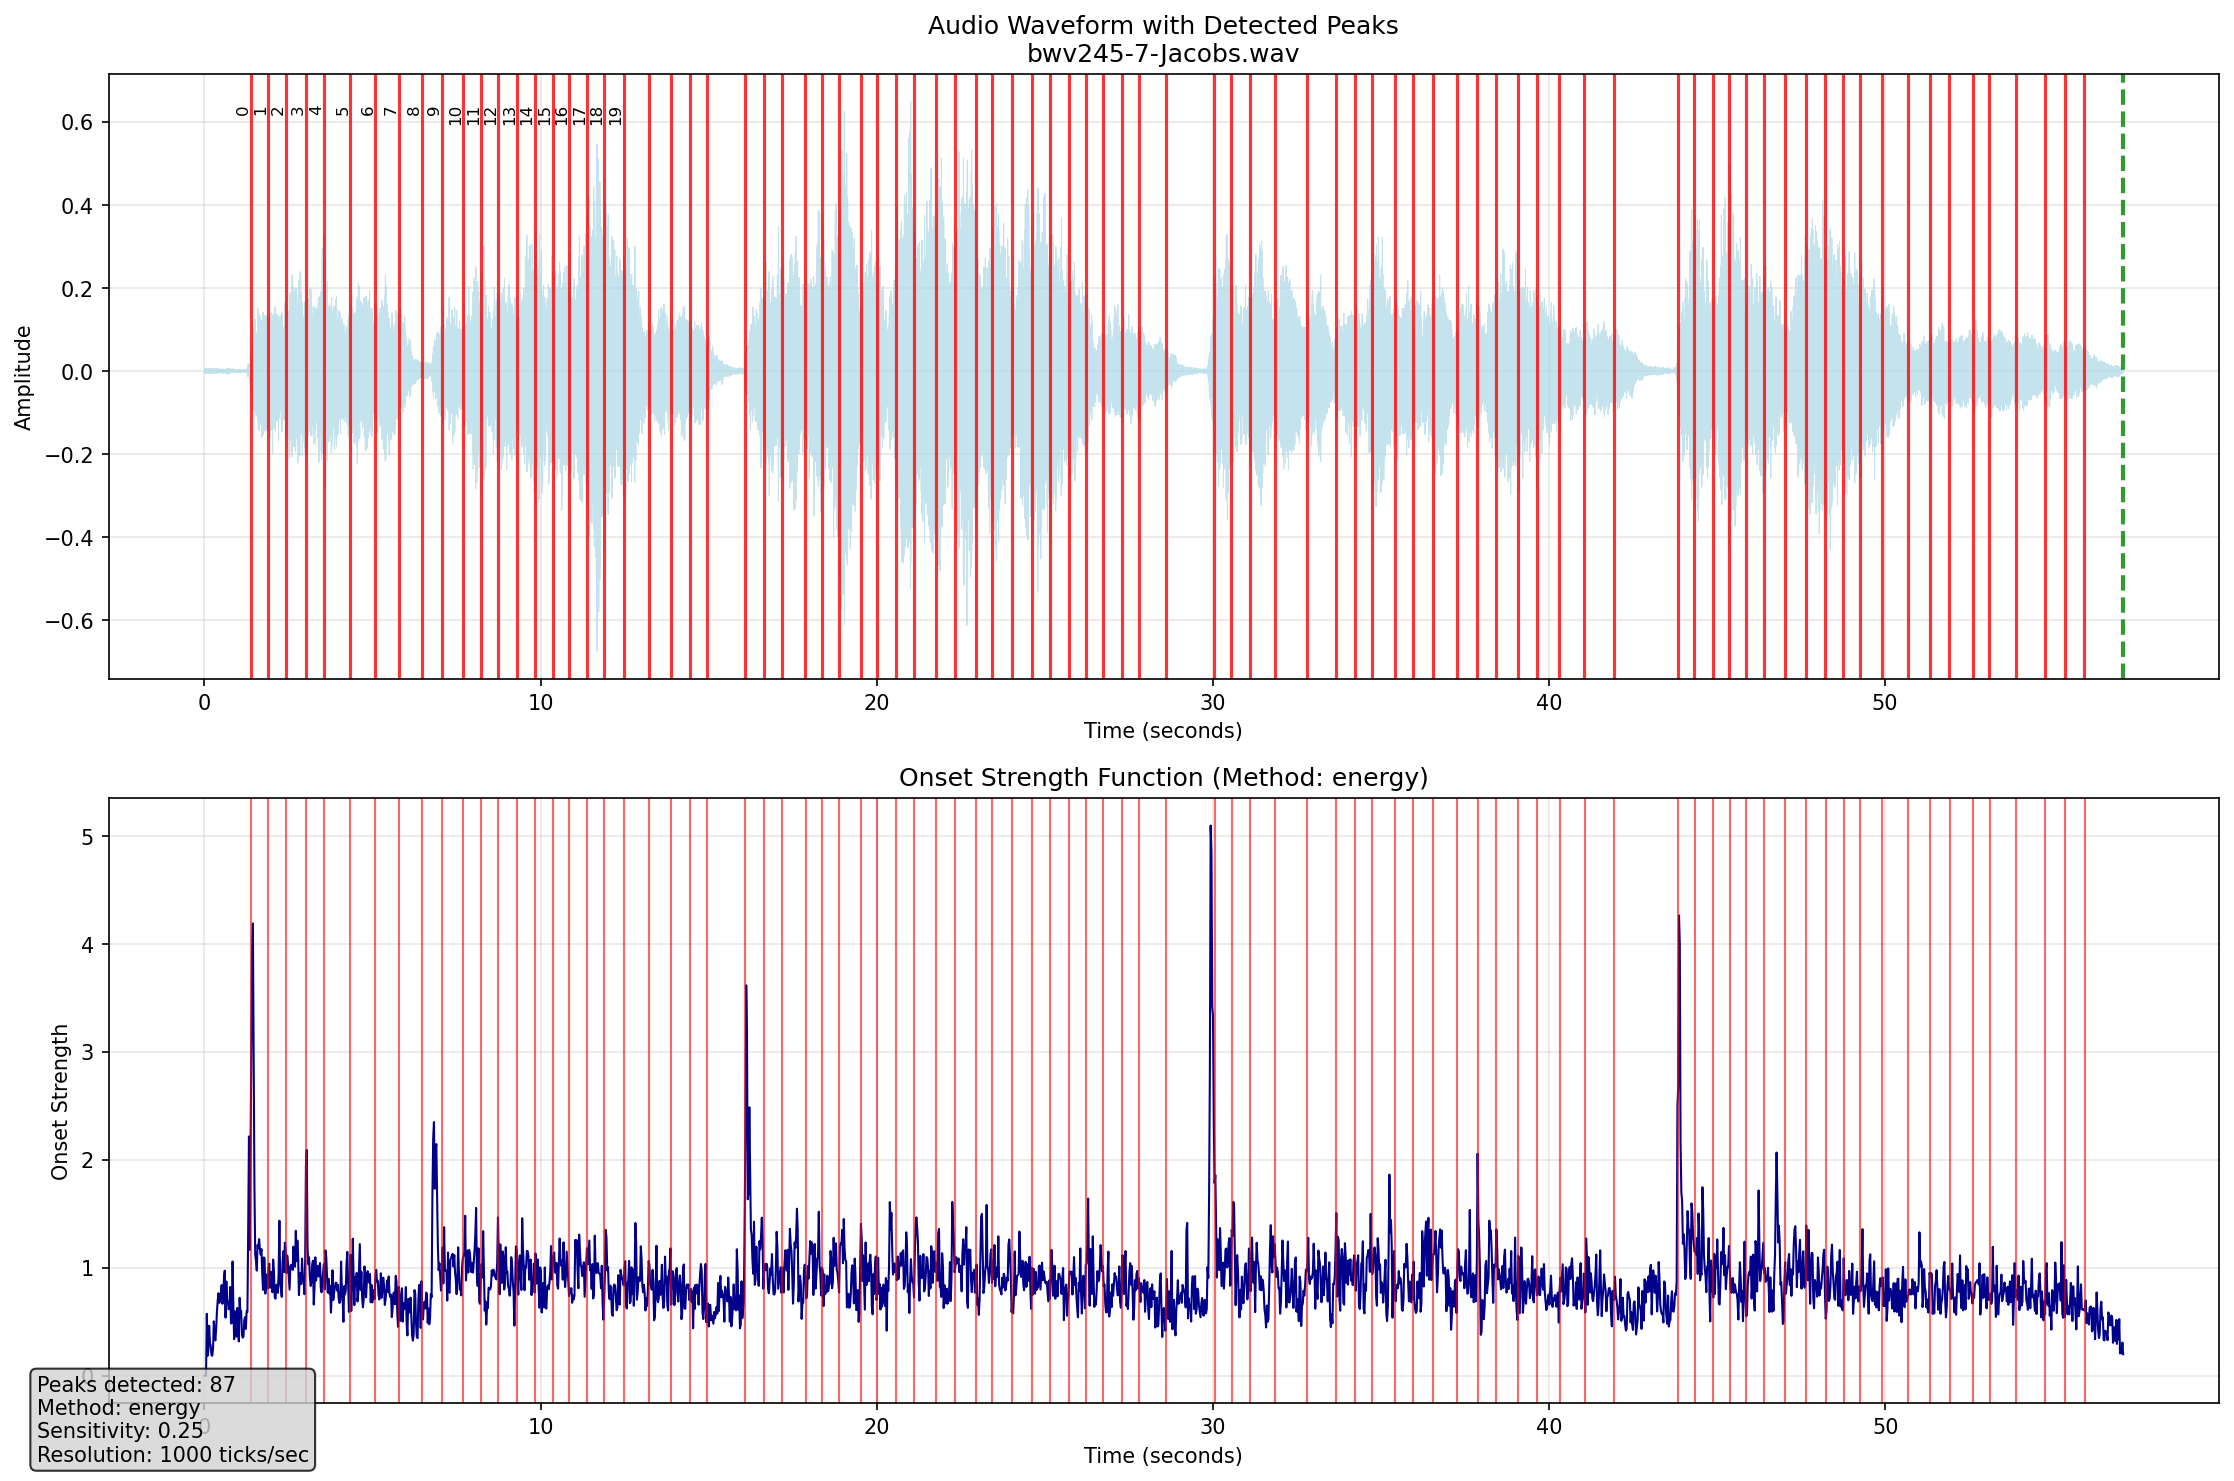 Audio Waveform with Detected Peaks
bwv245-7-Jacobs.wav
0 1 2 3 4 5 6 7 8 9 10 11 12 13 14 15 16 17 18 19
0.6
0.4
0.2
0.0
−0.2
−0.4
−0.6
Amplitude
0 10 20 30 40 50
Time (seconds)
Onset Strength Function (Method: energy)
5
4
3
2
1
0
Onset Strength
0 10 20 30 40 50
Time (seconds)
Peaks detected: 87
Method: energy
Sensitivity: 0.25
Resolution: 1000 ticks/sec